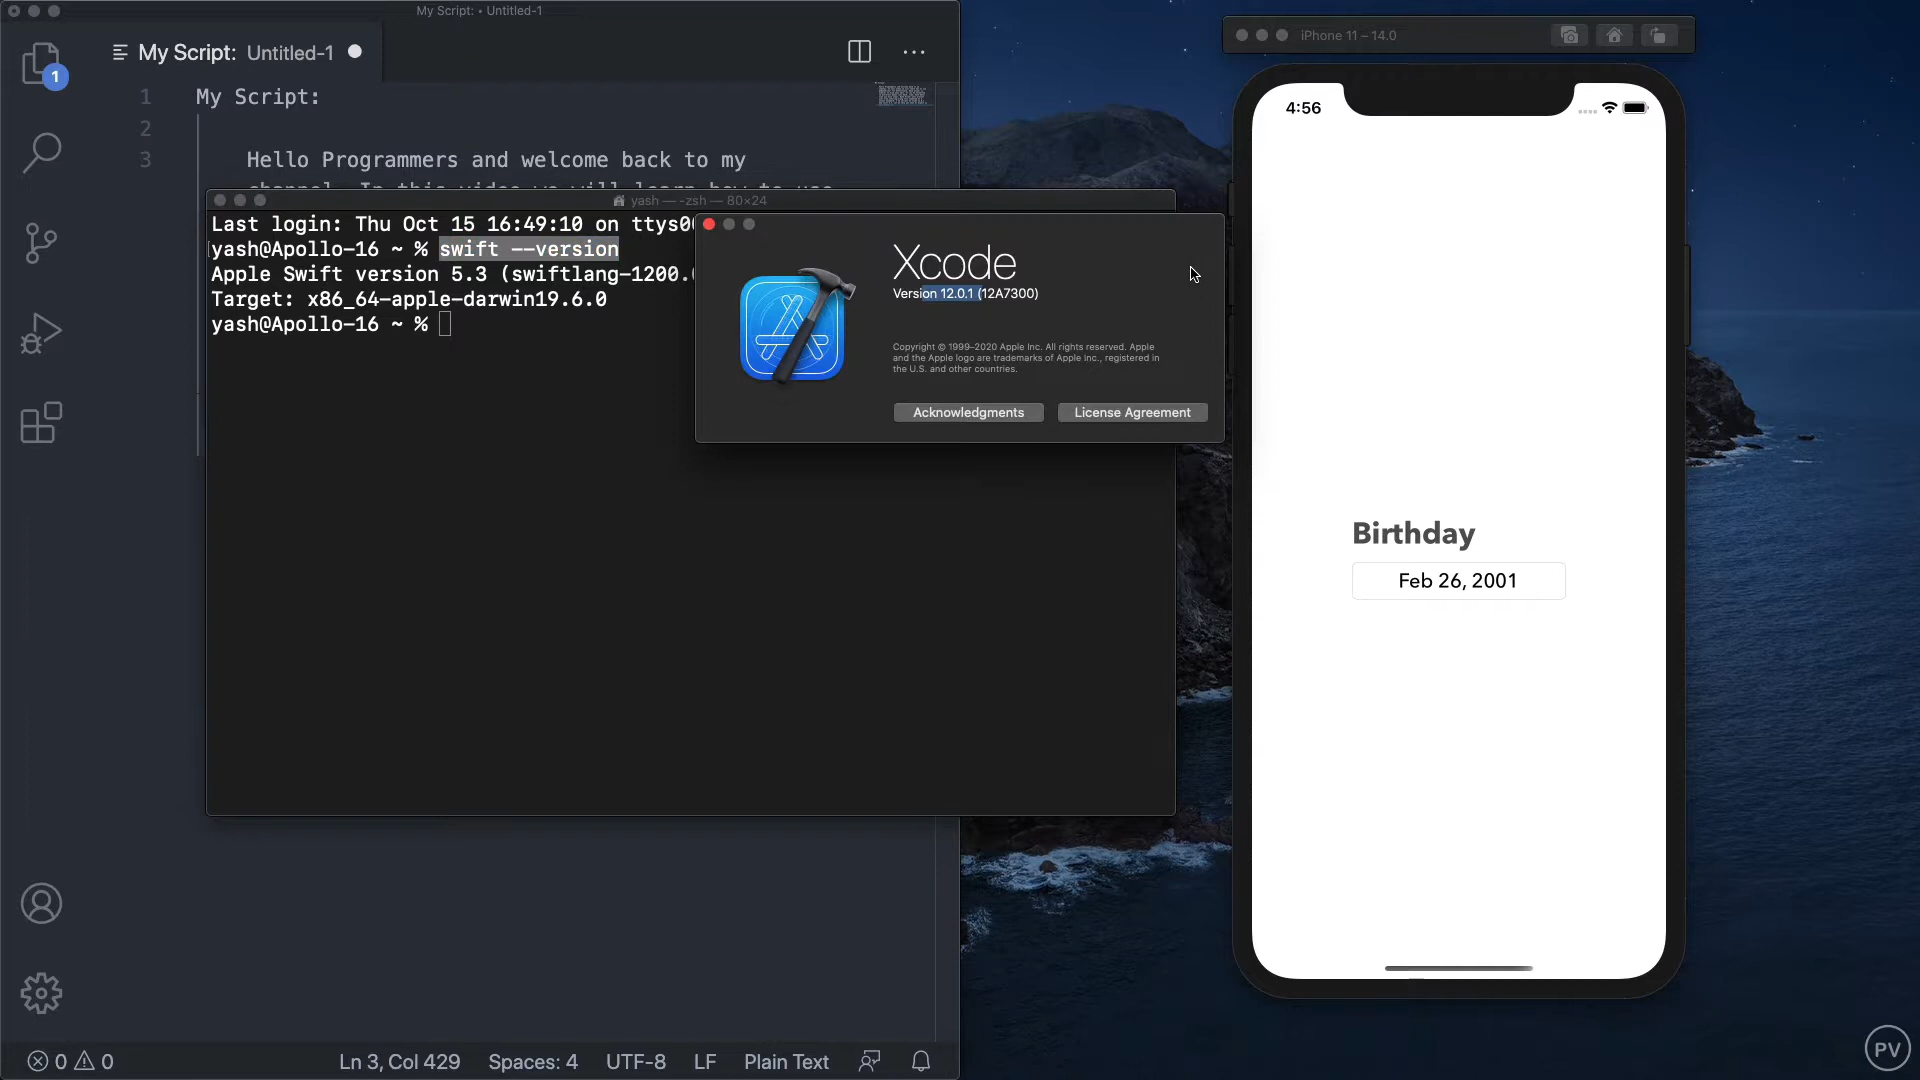 My Script: • Untitled-1
My Script: Untitled-1
1
1 My Script:
2
3 Hello Programmers and welcome back to my
yash — -zsh — 80×24
Last login: Thu Oct 15 16:49:10 on
yash@Apollo-16 ~ % swift --version
Apple Swift version 5.3 (swiftlang-1200.
Target: x86_64-apple-darwin19.6.0
yash@Apollo-16 ~ %
Xcode
Version 12.0.1 (12A7300)
Copyright © 1999–2020 Apple Inc. All rights reserved. Apple
and the Apple logo are trademarks of Apple Inc., registered in
the U.S. and other countries.
Acknowledgments
License Agreement
iPhone 11 – 14.0
4:56
Birthday
Feb 26, 2001
0 0
Ln 3, Col 429
Spaces: 4
UTF-8
LF
Plain Text
PV